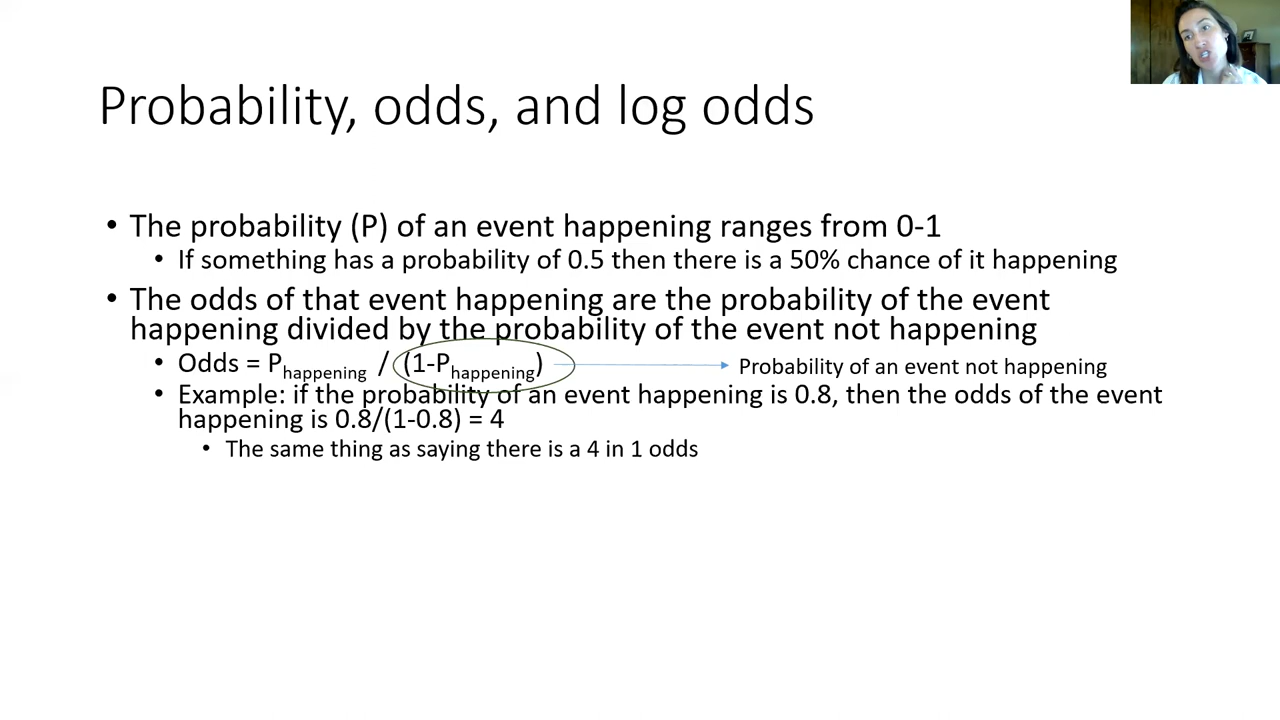 Probability, odds, and log odds
• The probability (P) of an event happening ranges from 0-1
• If something has a probability of 0.5 then there is a 50% chance of it happening
• The odds of that event happening are the probability of the event
happening divided by the probability of the event not happening
• Odds = Phappening / (1-Phappening)
Probability of an event not happening
• Example: if the probability of an event happening is 0.8, then the odds of the event
happening is 0.8/(1-0.8) = 4
• The same thing as saying there is a 4 in 1 odds